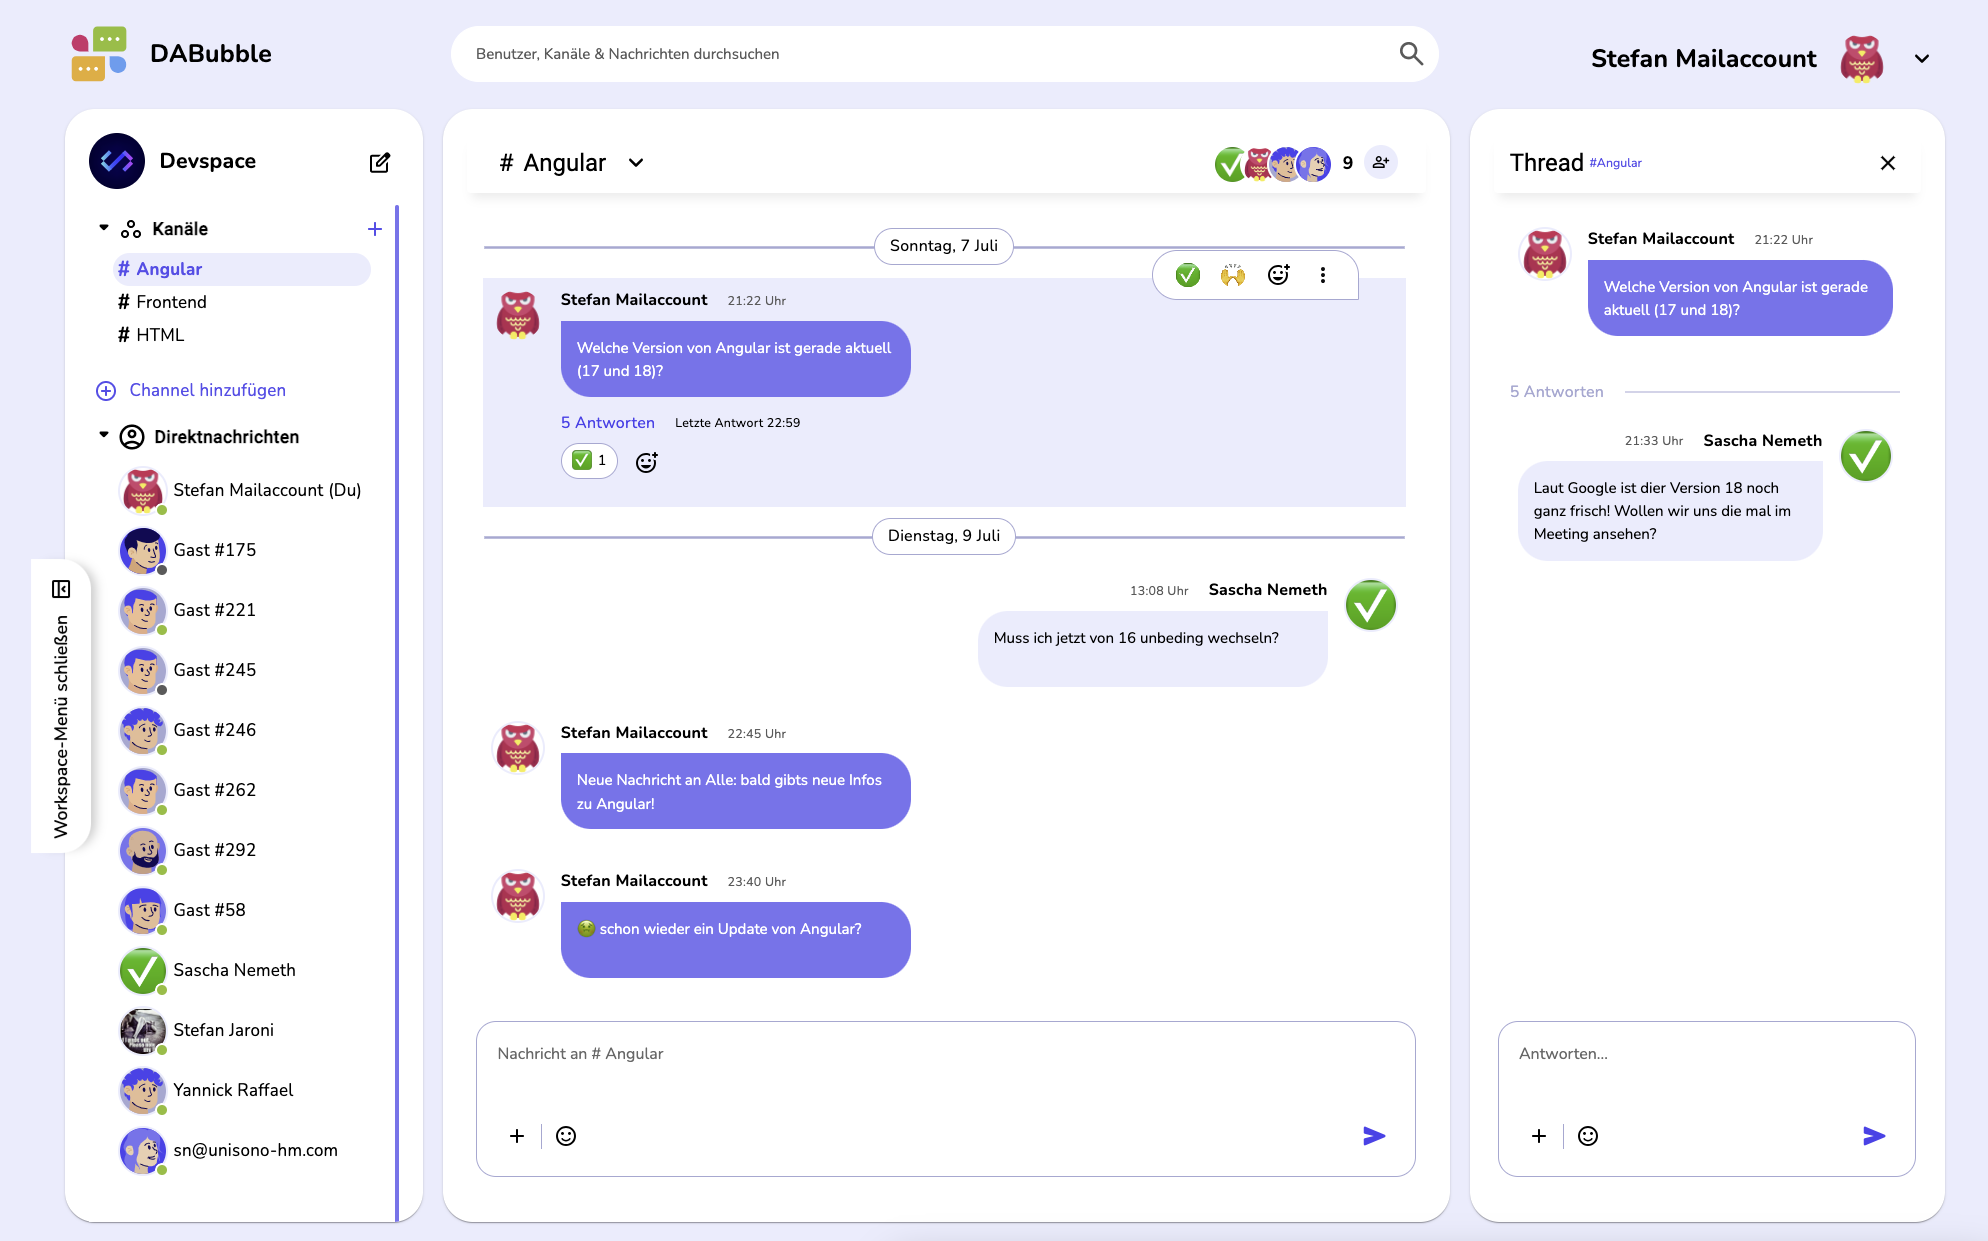 DABubble
Benutzer, Kanäle & Nachrichten durchsuchen
Stefan Mailaccount
Devspace
Kanäle
# Angular
# Frontend
# HTML
Channel hinzufügen
Direktnachrichten
Stefan Mailaccount (Du)
Gast #175
Gast #221
Gast #245
Gast #246
Gast #262
Gast #292
Gast #58
Sascha Nemeth
Stefan Jaroni
Yannick Raffael
sn@unisono-hm.com
Workspace-Menü schließen
# Angular
9
Sonntag, 7 Juli
Stefan Mailaccount 21:22 Uhr
Welche Version von Angular ist gerade aktuell
(17 und 18)?
5 Antworten Letzte Antwort 22:59
1
Dienstag, 9 Juli
13:08 Uhr Sascha Nemeth
Muss ich jetzt von 16 unbeding wechseln?
Stefan Mailaccount 22:45 Uhr
Neue Nachricht an Alle: bald gibts neue Infos
zu Angular!
Stefan Mailaccount 23:40 Uhr
🤢 schon wieder ein Update von Angular?
Nachricht an # Angular
Thread #Angular
Stefan Mailaccount 21:22 Uhr
Welche Version von Angular ist gerade
aktuell (17 und 18)?
5 Antworten
21:33 Uhr Sascha Nemeth
Laut Google ist dier Version 18 noch
ganz frisch! Wollen wir uns die mal im
Meeting ansehen?
Antworten...